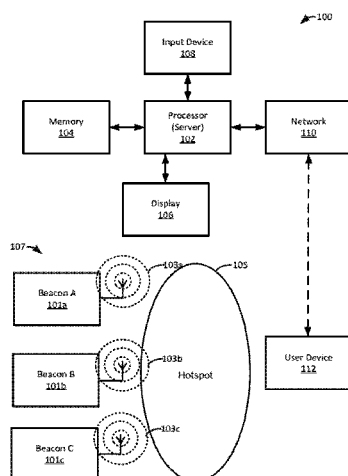 100
Input Device
108
Memory
104
Processor
(Server)
102
Network
110
Display
106
107
103a
105
Beacon A
101a
103b
Beacon B
101b
Hotspot
User Device
112
103c
Beacon C
101c